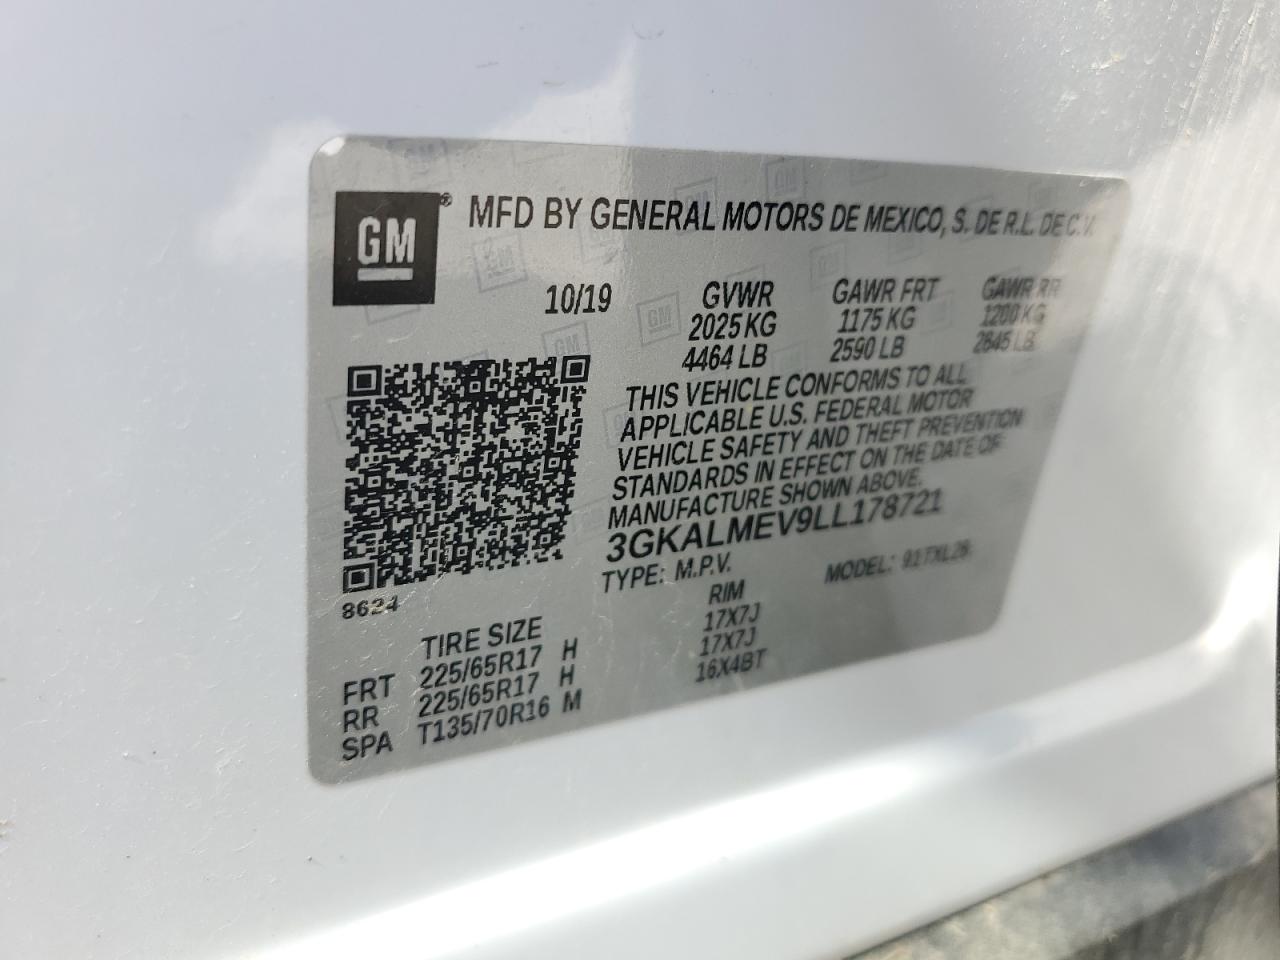 GM ® MFD BY GENERAL MOTORS DE MEXICO, S. DE R.L. DE C.V.
10/19 GVWR GAWR FRT GAWR RR
2025 KG 1175 KG 1200 KG
4464 LB 2590 LB 2645 LB
THIS VEHICLE CONFORMS TO ALL
APPLICABLE U.S. FEDERAL MOTOR
VEHICLE SAFETY AND THEFT PREVENTION
STANDARDS IN EFFECT ON THE DATE OF
MANUFACTURE SHOWN ABOVE.
3GKALMEV9LL178721
TYPE: M.P.V. MODEL: 91TXL26
8624
TIRE SIZE RIM
FRT 225/65R17 H 17X7J
RR 225/65R17 H 17X7J
SPA T135/70R16 M 16X4BT